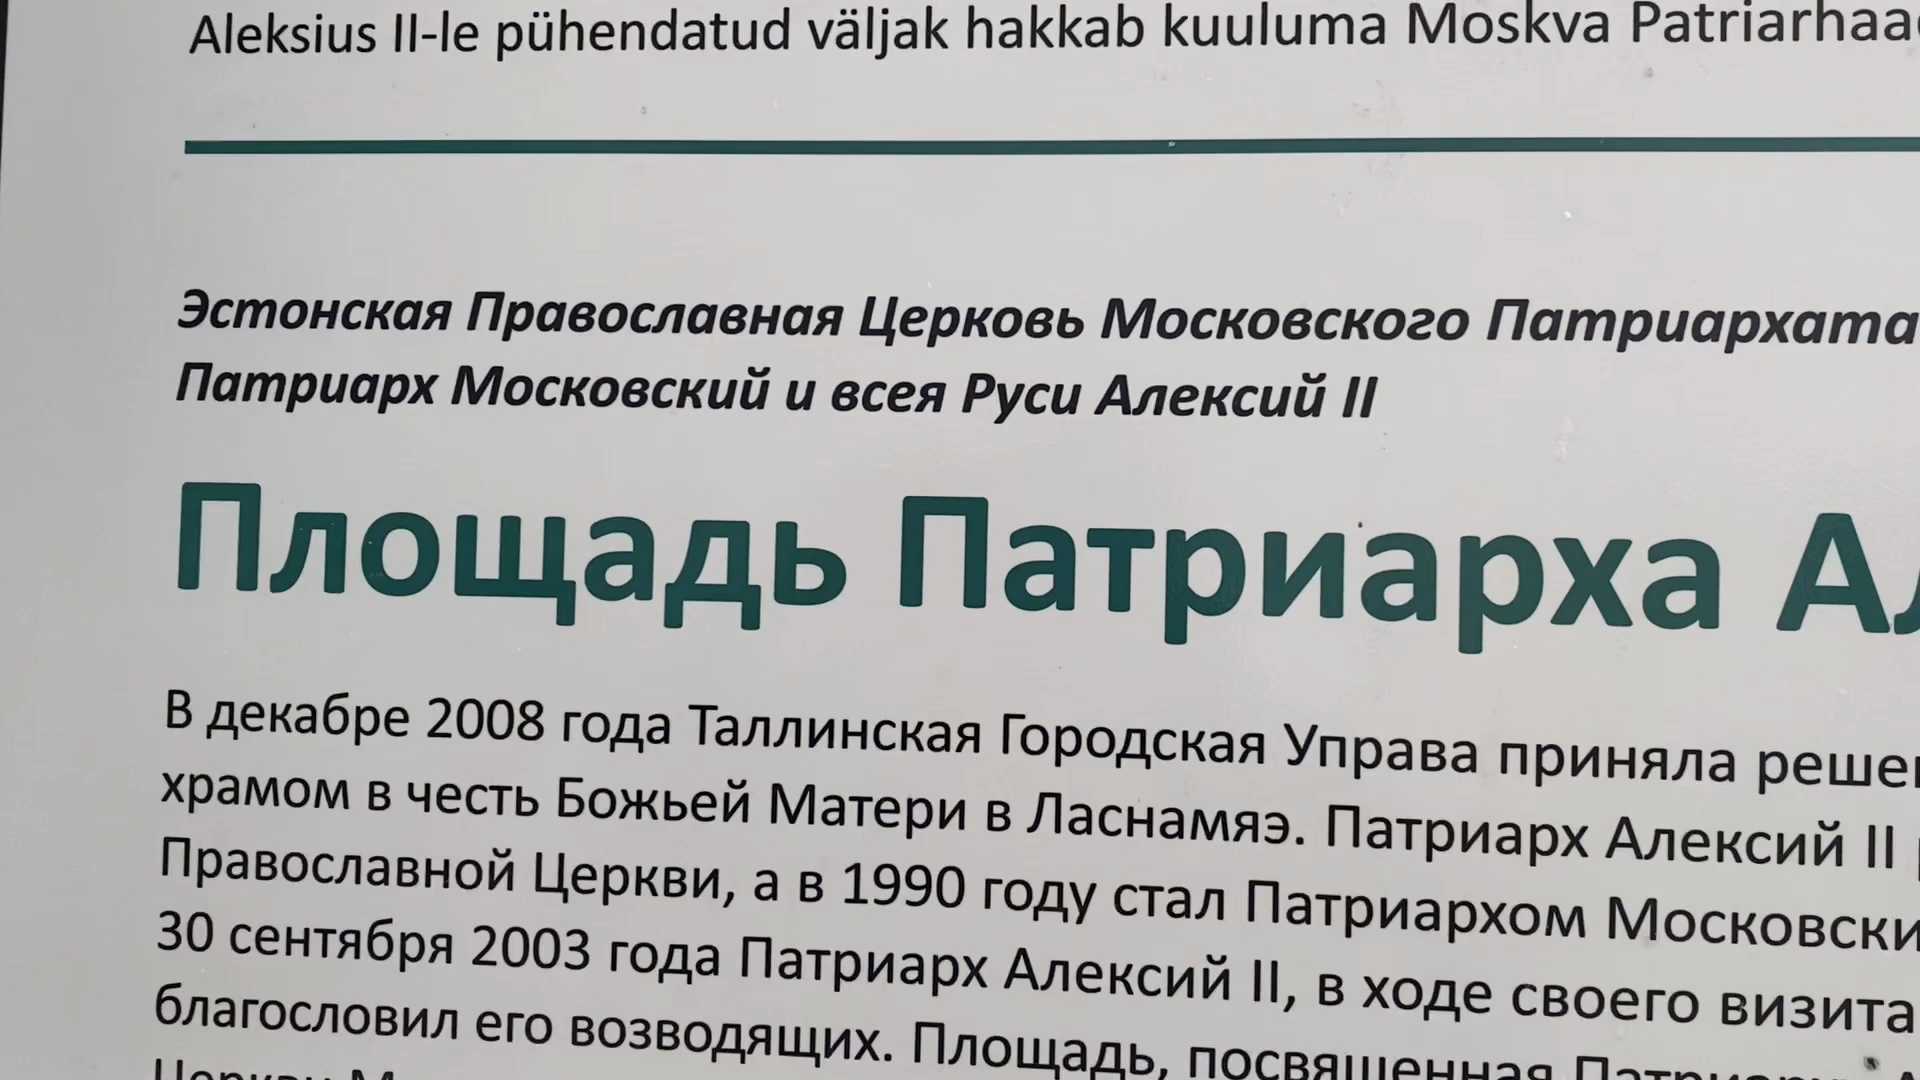 Aleksius II-le pühendatud väljak hakkab kuuluma Moskva
Эстонская Православная Церковь Московского Патриархата
Патриарх Московский и всея Руси Алексий II
Площадь Патриарха
В декабре 2008 года Таллинская Городская Управа приняла
храмом в честь Божьей Матери в Ласнамяэ. Патриарх Алексий II
Православной Церкви, а в 1990 году стал Патриархом
30 сентября 2003 года Патриарх Алексий II, в ходе своего визита
благословил его возводящих. Площадь, посвященная